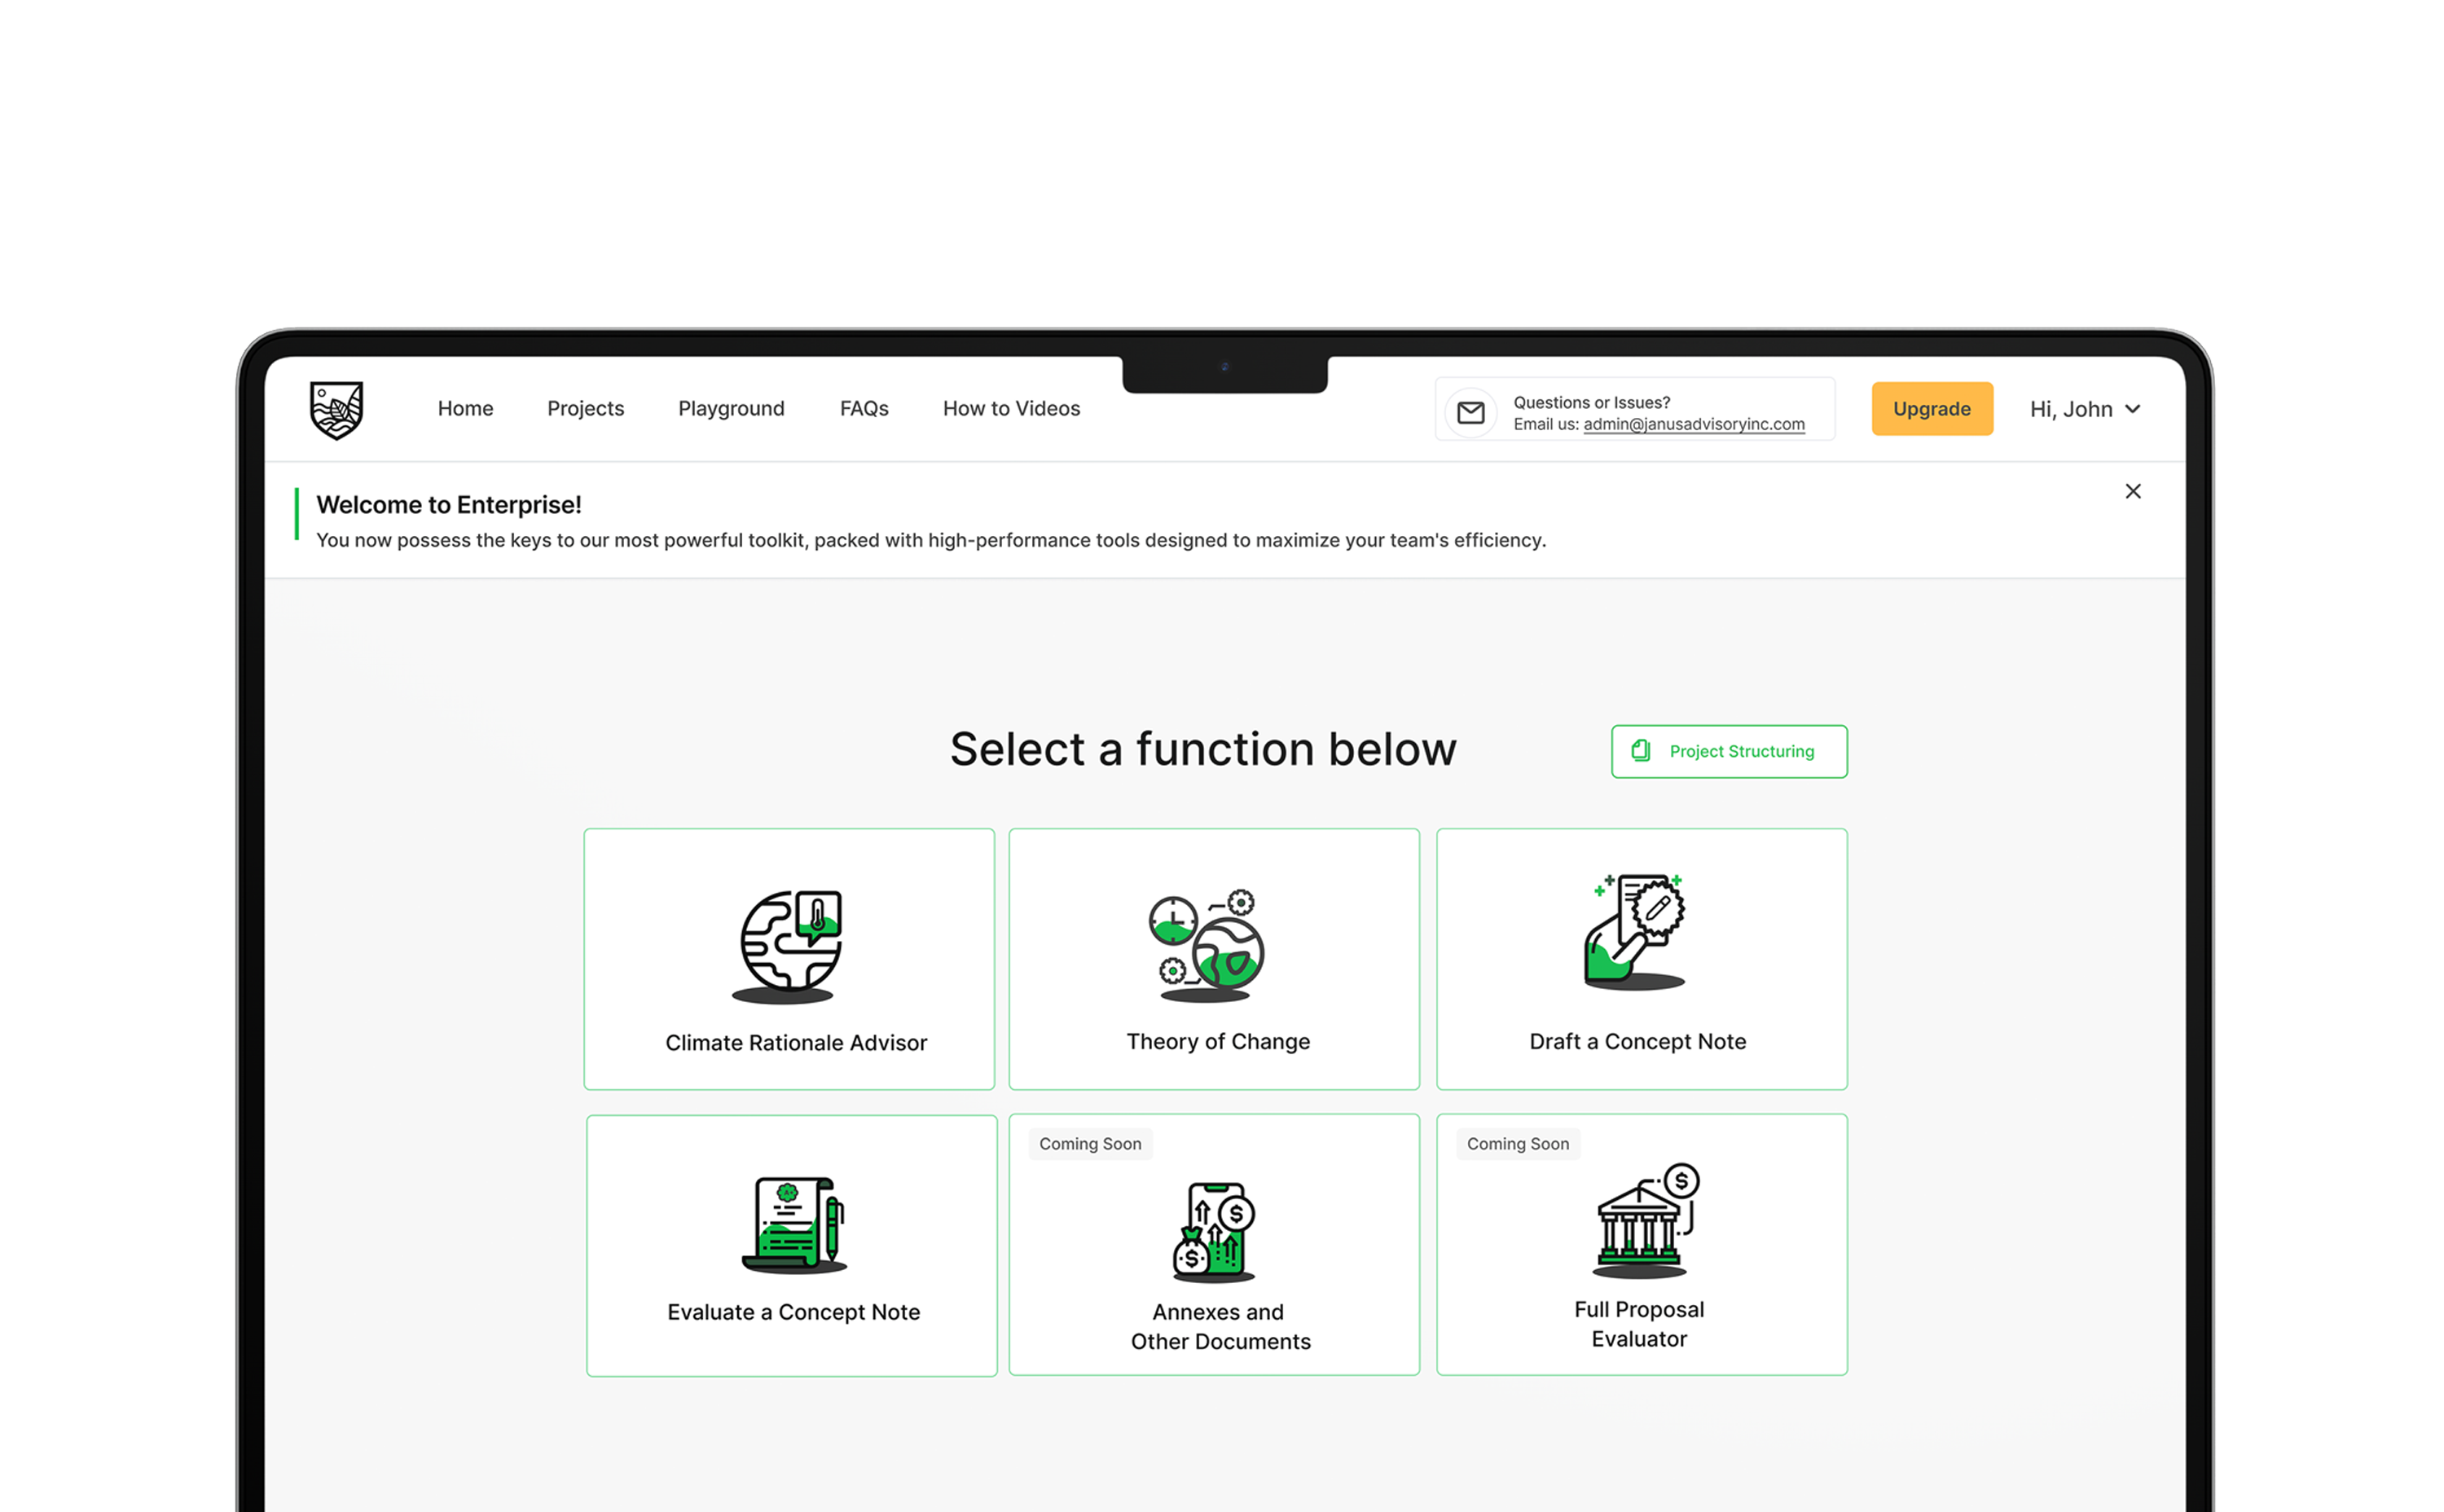 Home
Projects
Playground
FAQs
How to Videos
Questions or Issues?
Email us: admin@janusadvisoryinc.com
Upgrade
Hi, John
Welcome to Enterprise!
You now possess the keys to our most powerful toolkit, packed with high-performance tools designed to maximize your team's efficiency.
Select a function below
Project Structuring
Climate Rationale Advisor
Theory of Change
Draft a Concept Note
Evaluate a Concept Note
Coming Soon
Annexes and
Other Documents
Coming Soon
Full Proposal
Evaluator